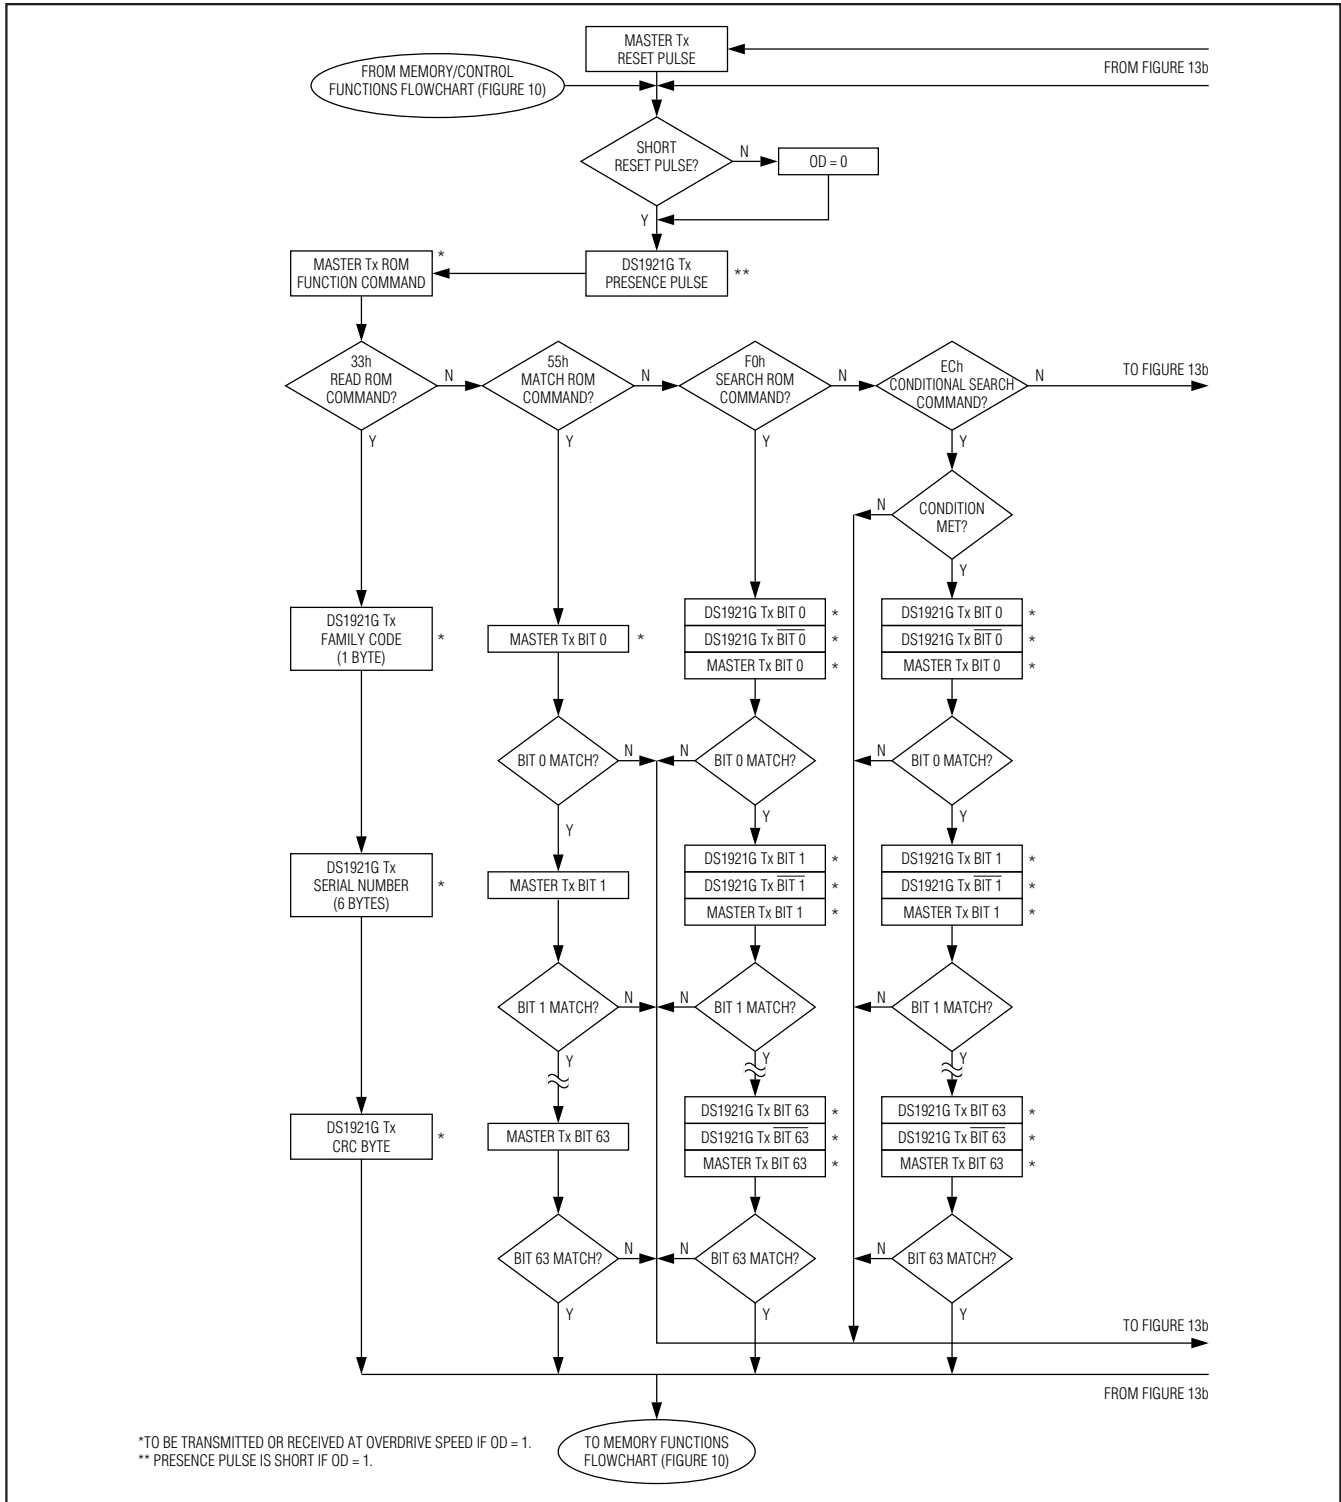 MASTER Tx
RESET PULSE
FROM FIGURE 13b
FROM MEMORY/CONTROL
FUNCTIONS FLOWCHART (FIGURE 10)
SHORT
RESET PULSE?
N
OD = 0
Y
MASTER Tx ROM
FUNCTION COMMAND
*
DS1921G Tx
PRESENCE PULSE
**
33h
READ ROM
COMMAND?
N
Y
55h
MATCH ROM
COMMAND?
N
Y
F0h
SEARCH ROM
COMMAND?
N
Y
ECh
CONDITIONAL SEARCH
COMMAND?
N
Y
TO FIGURE 13b
CONDITION
MET?
N
Y
DS1921G Tx
FAMILY CODE
(1 BYTE)
*
MASTER Tx BIT 0 *
DS1921G Tx BIT 0 *
DS1921G Tx B̅I̅T̅ ̅0̅ *
MASTER Tx BIT 0 *
DS1921G Tx BIT 0 *
DS1921G Tx B̅I̅T̅ ̅0̅ *
MASTER Tx BIT 0 *
BIT 0 MATCH?
N
Y
N
BIT 0 MATCH?
Y
N
BIT 0 MATCH?
Y
DS1921G Tx
SERIAL NUMBER
(6 BYTES)
*
MASTER Tx BIT 1
DS1921G Tx BIT 1 *
DS1921G Tx B̅I̅T̅ ̅1̅ *
MASTER Tx BIT 1 *
DS1921G Tx BIT 1 *
DS1921G Tx B̅I̅T̅ ̅1̅ *
MASTER Tx BIT 1 *
BIT 1 MATCH?
N
Y
N
BIT 1 MATCH?
Y
N
BIT 1 MATCH?
Y
DS1921G Tx
CRC BYTE
*
MASTER Tx BIT 63
DS1921G Tx BIT 63 *
DS1921G Tx B̅I̅T̅ ̅6̅3̅ *
MASTER Tx BIT 63 *
DS1921G Tx BIT 63 *
DS1921G Tx B̅I̅T̅ ̅6̅3̅ *
MASTER Tx BIT 63 *
BIT 63 MATCH?
N
Y
N
BIT 63 MATCH?
Y
N
BIT 63 MATCH?
Y
TO FIGURE 13b
FROM FIGURE 13b
*TO BE TRANSMITTED OR RECEIVED AT OVERDRIVE SPEED IF OD = 1.
** PRESENCE PULSE IS SHORT IF OD = 1.
TO MEMORY FUNCTIONS
FLOWCHART (FIGURE 10)